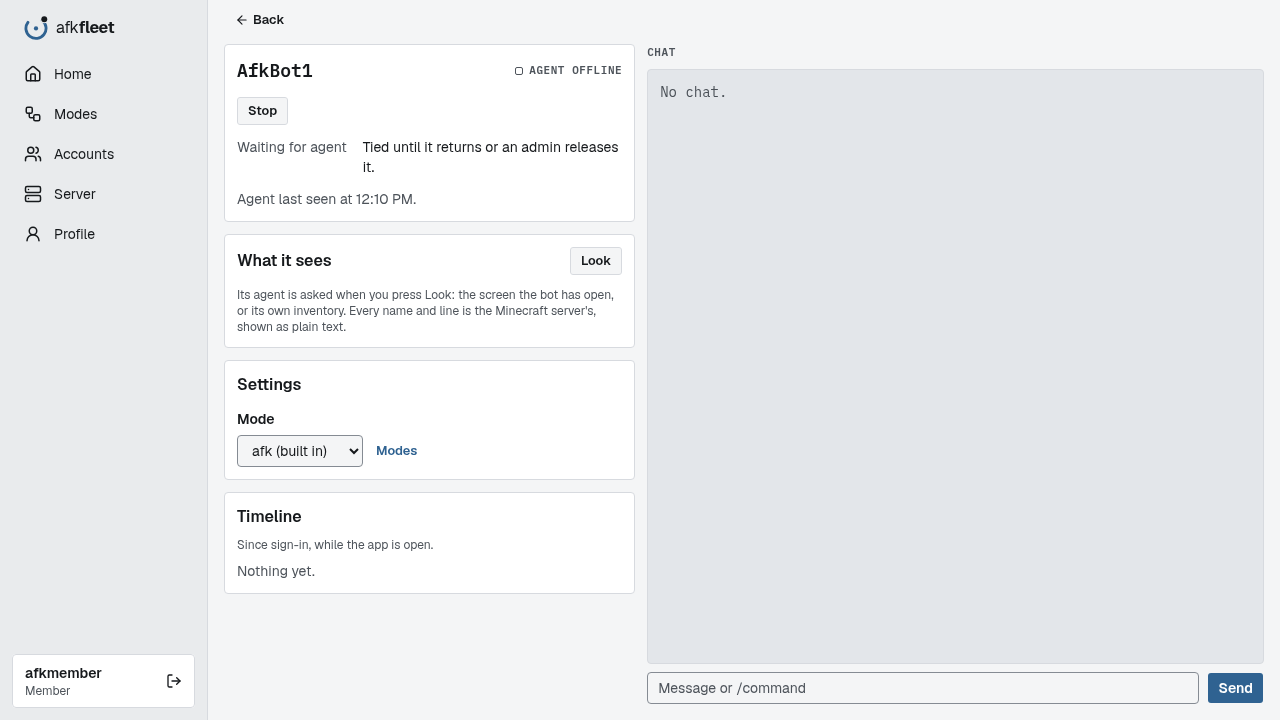 afkfleet
Home
Modes
Accounts
Server
Profile
afkmember
Member
Back
AfkBot1
AGENT OFFLINE
Stop
Waiting for agent
Tied until it returns or an admin releases
it.
Agent last seen at 12:10 PM.
What it sees
Look
Its agent is asked when you press Look: the screen the bot has open,
or its own inventory. Every name and line is the Minecraft server's,
shown as plain text.
Settings
Mode
afk (built in)
Modes
Timeline
Since sign-in, while the app is open.
Nothing yet.
CHAT
No chat.
Message or /command
Send